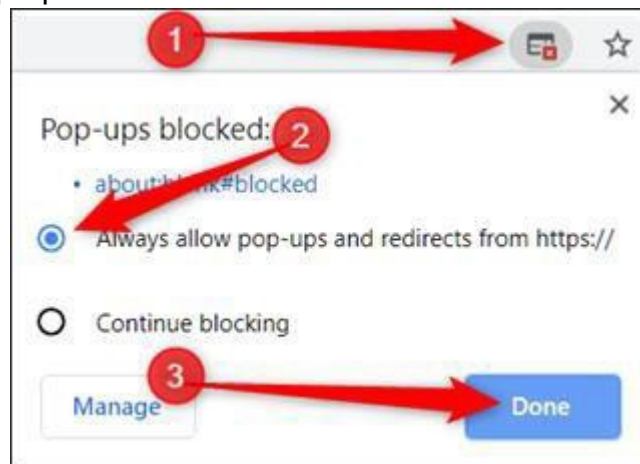 1
Pop-ups blocked:
2
about:blank#blocked
Always allow pop-ups and redirects from https://
Continue blocking
3
Manage
Done